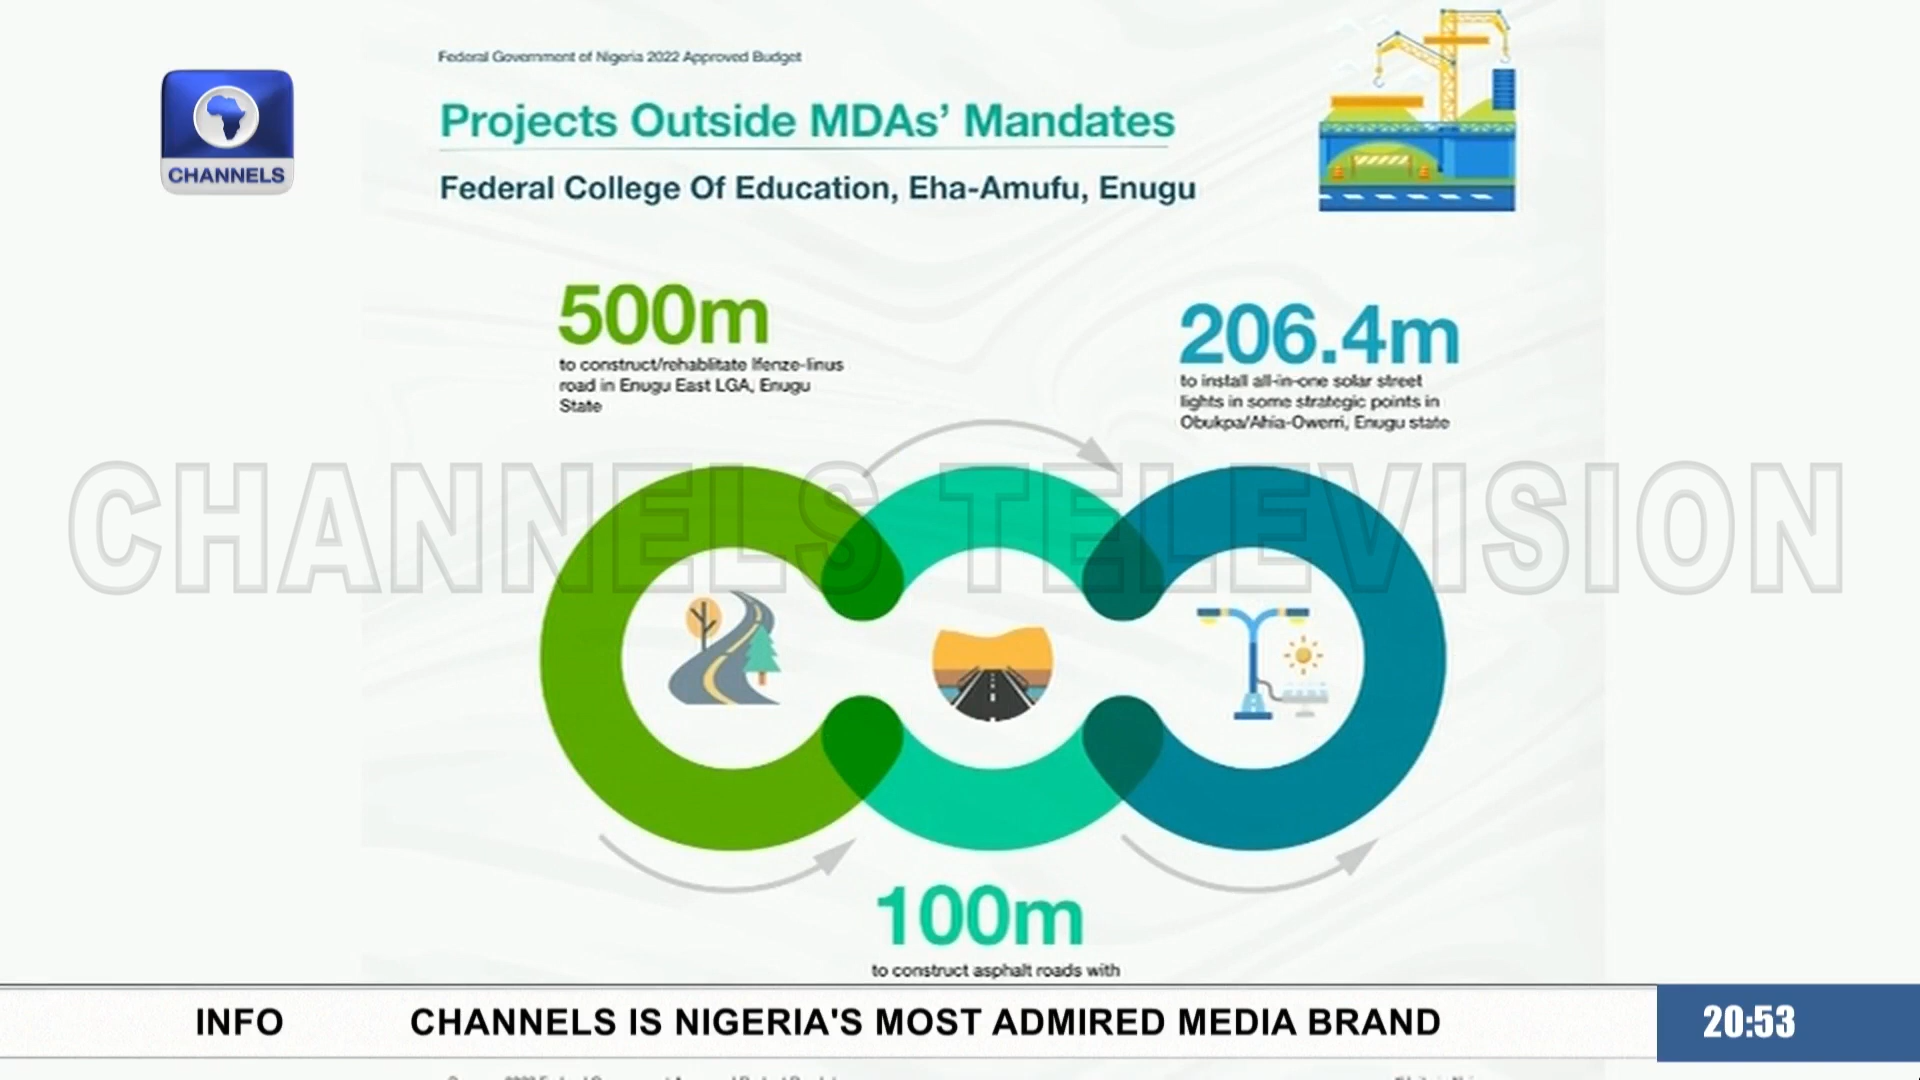 Federal Government of Nigeria 2022 Approved Budget
CHANNELS
Projects Outside MDAs’ Mandates
Federal College Of Education, Eha-Amufu, Enugu
500m
to construct/rehablitate Ifenze-linus
road in Enugu East LGA, Enugu
State
206.4m
to install all-in-one solar street
lights in some strategic points in
Obukpa/Ahia-Owerri, Enugu state
CHANNELS TELEVISION
100m
to construct asphalt roads with
INFO
CHANNELS IS NIGERIA'S MOST ADMIRED MEDIA BRAND
20:53